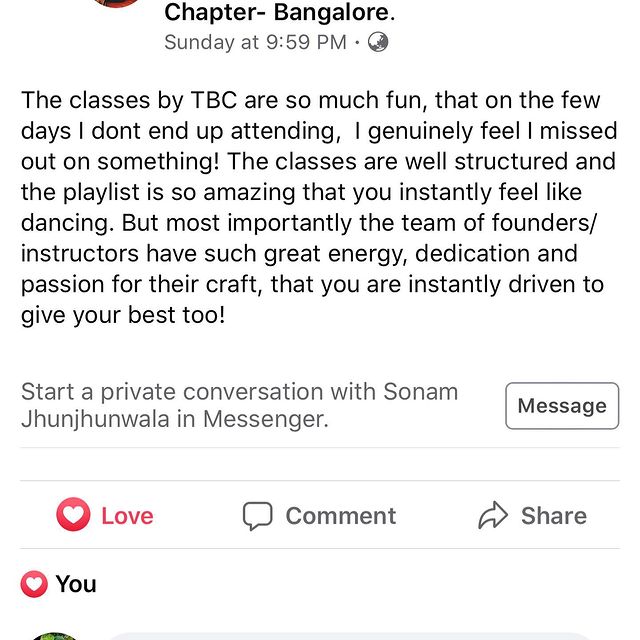 Chapter- Bangalore.
Sunday at 9:59 PM ·
The classes by TBC are so much fun, that on the few
days I dont end up attending,  I genuinely feel I missed
out on something! The classes are well structured and
the playlist is so amazing that you instantly feel like
dancing. But most importantly the team of founders/
instructors have such great energy, dedication and
passion for their craft, that you are instantly driven to
give your best too!
Start a private conversation with Sonam
Jhunjhunwala in Messenger.
Message
Love
Comment
Share
You